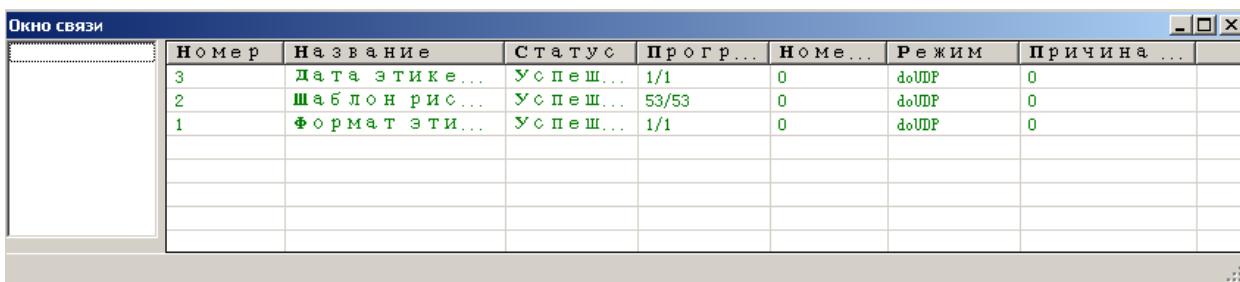 Окно связи
Номер Название Статус Прогр... Номе... Режим Причина ...
3 Дата этике... Успеш... 1/1 0 doUDP 0
2 Шаблон рис... Успеш... 53/53 0 doUDP 0
1 Формат эти... Успеш... 1/1 0 doUDP 0